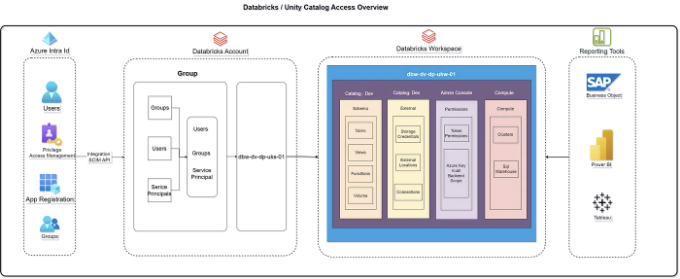 Databricks / Unity Catalog Access Overview
Azure Intra Id
Users
Privilege
Access Management
App Registration
Groups
Integration
SCIM API
Databricks Account
Group
Groups
Users
Serice
Principals
Users
Groups
Service
Principal
dbw-dv-dp-uks-01
Databricks Workspace
dbw-dv-dp-ukw-01
Catalog : Dev
Schema
Views
Functions
Volume
Catalog: Dev
External
Storage
Credentials
External
Locations
Connections
Admin Console
Permissions
Token
Permissions
Azure Key
Vault
Backend
Scope
Compute
Compute
Clusters
Sql
Warehouse
Reporting Tools
SAP
Business Object
Power BI
Tableau